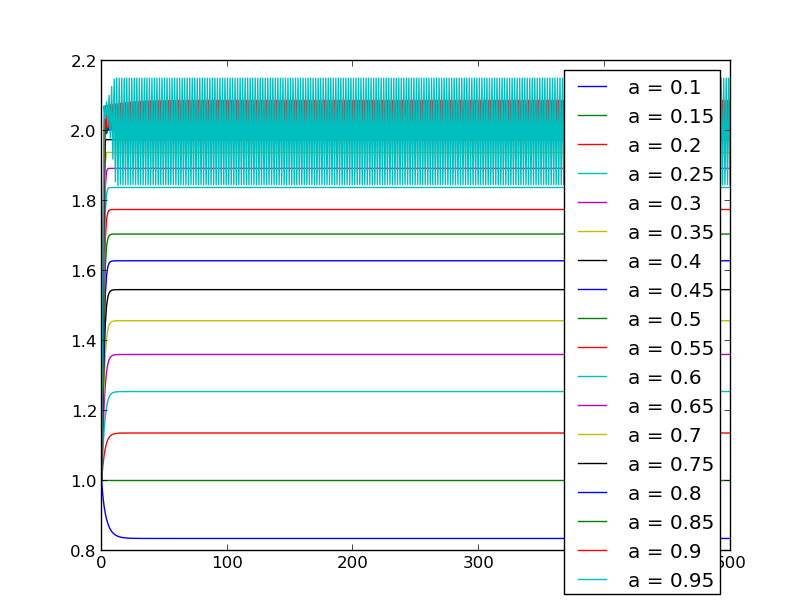 2.2
2.0
1.8
1.6
1.4
1.2
1.0
0.8
0
100
200
300
500
a = 0.1
a = 0.15
a = 0.2
a = 0.25
a = 0.3
a = 0.35
a = 0.4
a = 0.45
a = 0.5
a = 0.55
a = 0.6
a = 0.65
a = 0.7
a = 0.75
a = 0.8
a = 0.85
a = 0.9
a = 0.95